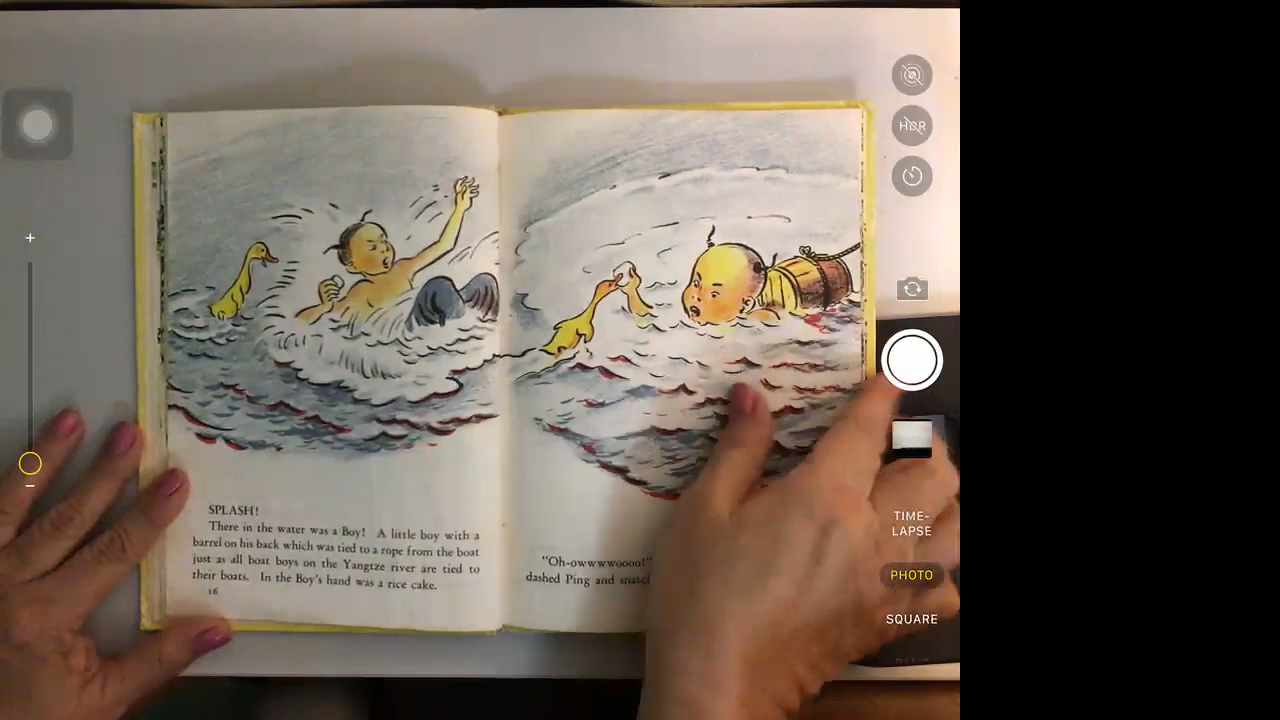 SPLASH!
There in the water was a Boy! A little boy with a
barrel on his back which was tied to a rope from the boat
just as all boat boys on the Yangtze river are tied to
their boats. In the Boy's hand was a rice cake.
16
"Oh-owwwwoooo!"
dashed Ping and
HDR
TIME-
LAPSE
PHOTO
SQUARE